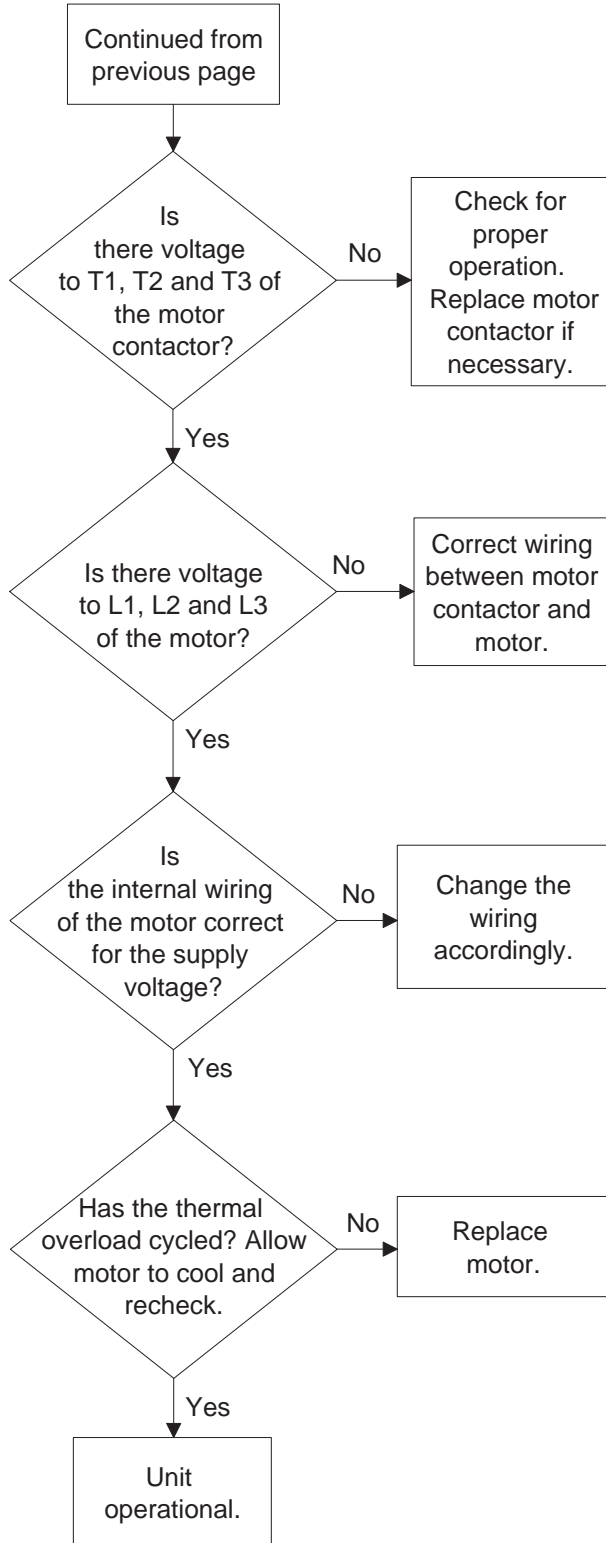 Continued from
previous page
Is
there voltage
to T1, T2 and T3 of
the motor
contactor?
No
Check for
proper
operation.
Replace motor
contactor if
necessary.
Yes
Is there voltage
to L1, L2 and L3
of the motor?
No
Correct wiring
between motor
contactor and
motor.
Yes
Is
the internal wiring
of the motor correct
for the supply
voltage?
No
Change the
wiring
accordingly.
Yes
Has the thermal
overload cycled? Allow
motor to cool and
recheck.
No
Replace
motor.
Yes
Unit
operational.